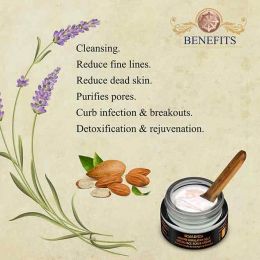 BENEFITS
Cleansing.
Reduce fine lines.
Reduce dead skin.
Purifies pores.
Curb infection & breakouts.
Detoxification & rejuvenation.